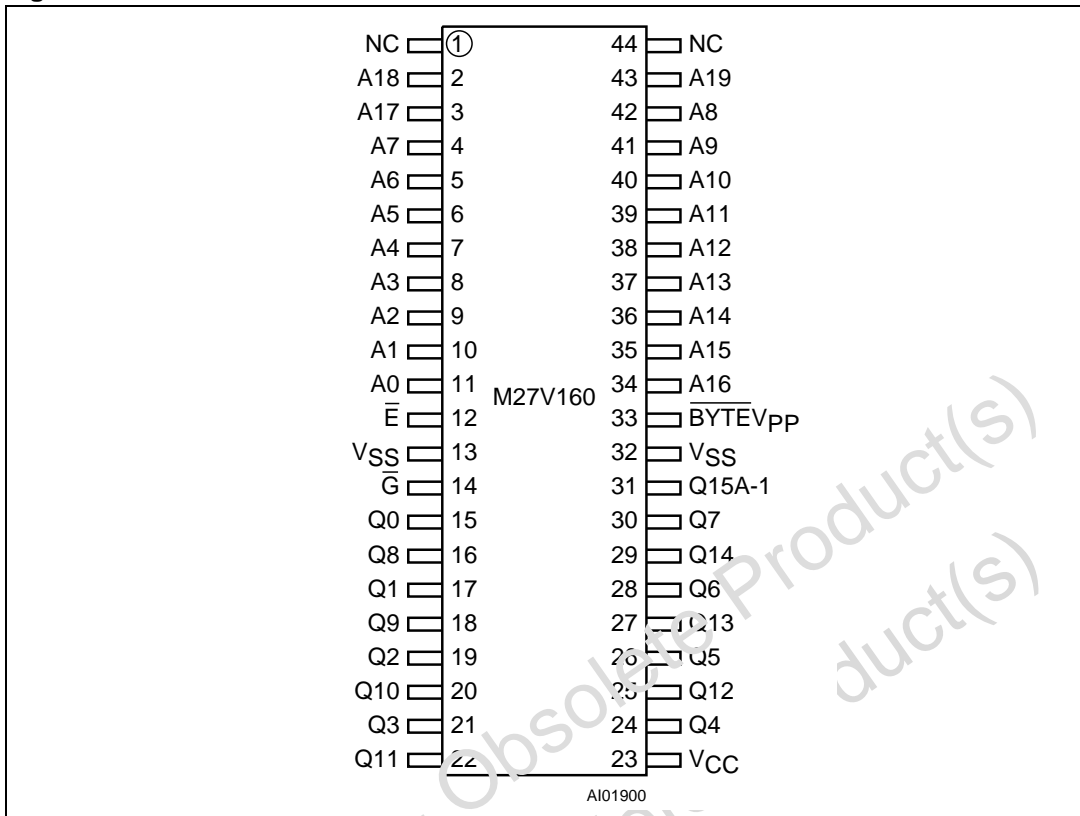 NC 1 44 NC
A18 2 43 A19
A17 3 42 A8
A7 4 41 A9
A6 5 40 A10
A5 6 39 A11
A4 7 38 A12
A3 8 37 A13
A2 9 36 A14
A1 10 35 A15
A0 11 34 A16
M27V160
E̅ 12 33 B̅Y̅T̅E̅VPP
VSS 13 32 VSS
G̅ 14 31 Q15A-1
Q0 15 30 Q7
Q8 16 29 Q14
Q1 17 28 Q6
Q9 18 27 Q13
Q2 19 26 Q5
Q10 20 25 Q12
Q3 21 24 Q4
Q11 22 23 VCC
AI01900
Obsolete Product(s)